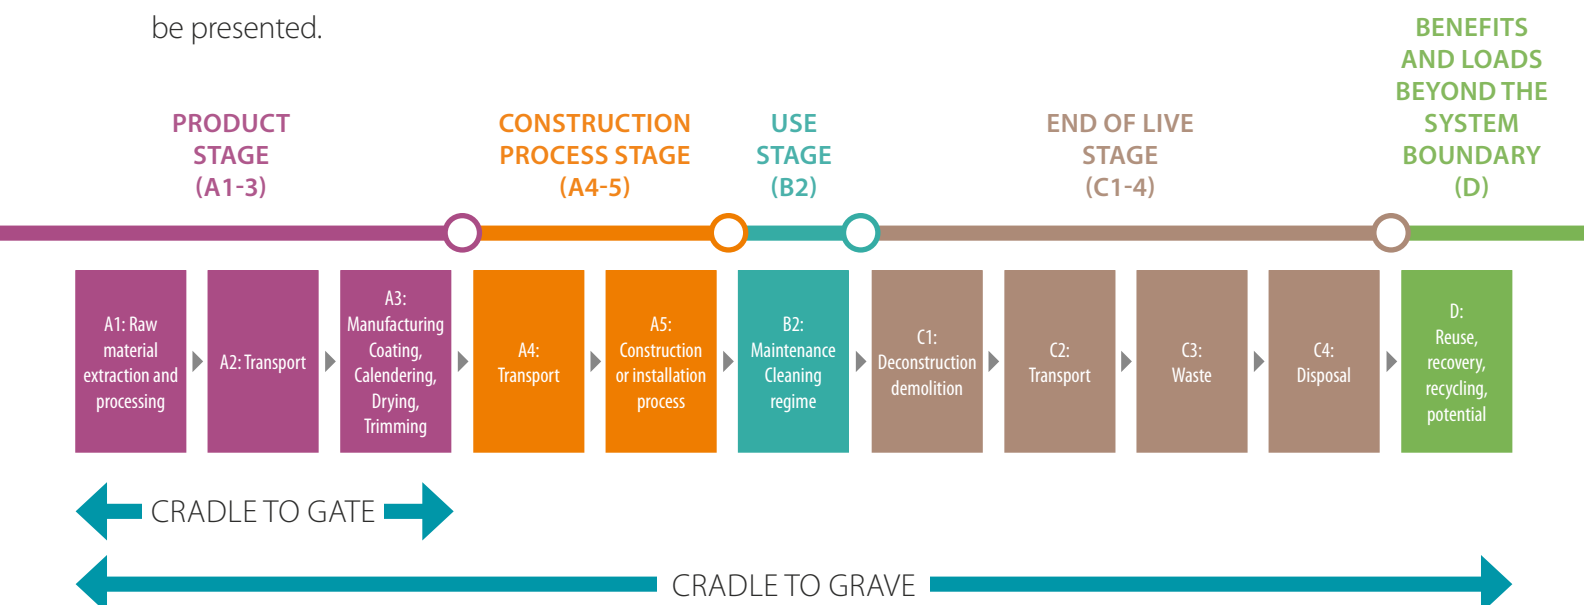 be presented.
PRODUCT
STAGE
(A1-3)
CONSTRUCTION
PROCESS STAGE
(A4-5)
USE
STAGE
(B2)
END OF LIVE
STAGE
(C1-4)
BENEFITS
AND LOADS
BEYOND THE
SYSTEM
BOUNDARY
(D)
A1: Raw
material
extraction and
processing
A2: Transport
A3:
Manufacturing
Coating,
Calendering,
Drying,
Trimming
A4:
Transport
A5:
Construction
or installation
process
B2:
Maintenance
Cleaning
regime
C1:
Deconstruction
demolition
C2:
Transport
C3:
Waste
C4:
Disposal
D:
Reuse,
recovery,
recycling,
potential
CRADLE TO GATE
CRADLE TO GRAVE